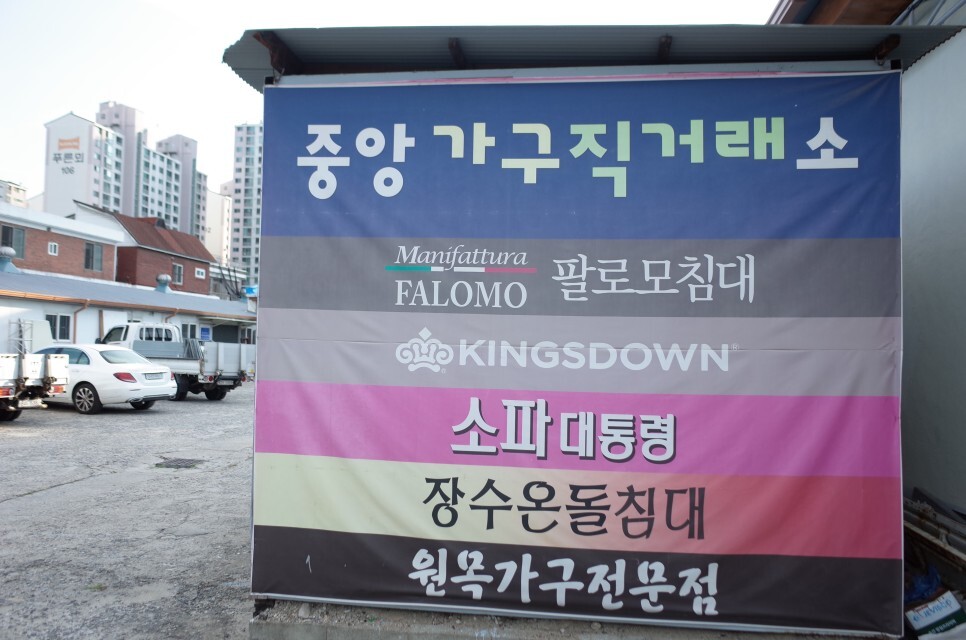 중앙가구직거래소
Manifattura
FALOMO 팔로모침대
KINGSDOWN®
소파대통령
장수온돌침대
원목가구전문점
푸른뫼
106